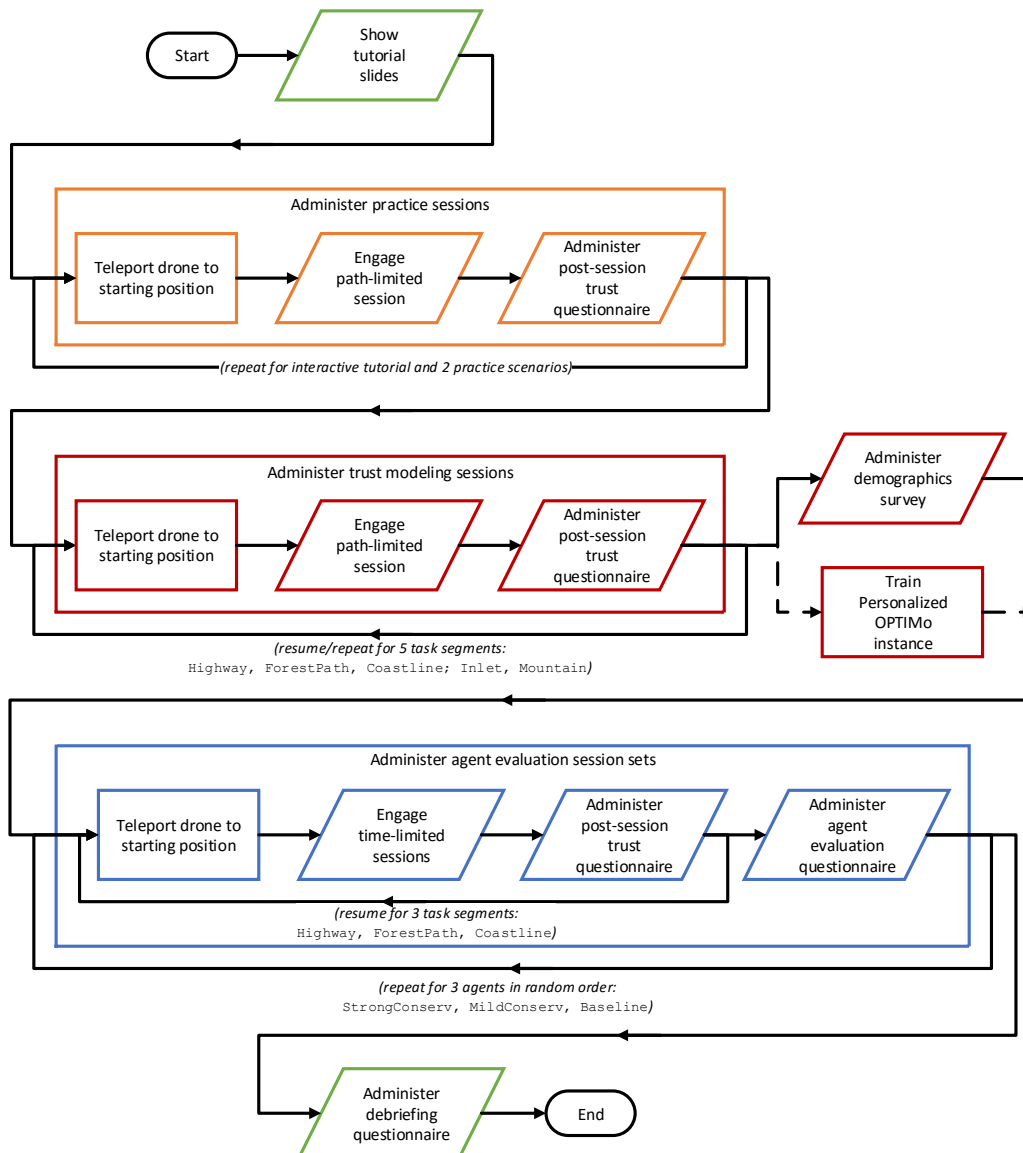 Start
Show
tutorial
slides
Administer practice sessions
Teleport drone to
starting position
Engage
path-limited
session
Administer
post-session
trust
questionnaire
(repeat for interactive tutorial and 2 practice scenarios)
Administer trust modeling sessions
Teleport drone to
starting position
Engage
path-limited
session
Administer
post-session
trust
questionnaire
Administer
demographics
survey
Train
Personalized
OPTIMo
instance
(resume/repeat for 5 task segments:
Highway, ForestPath, Coastline; Inlet, Mountain)
Administer agent evaluation session sets
Teleport drone to
starting position
Engage
time-limited
sessions
Administer
post-session
trust
questionnaire
Administer
agent
evaluation
questionnaire
(resume for 3 task segments:
Highway, ForestPath, Coastline)
(repeat for 3 agents in random order:
StrongConserv, MildConserv, Baseline)
Administer
debriefing
questionnaire
End